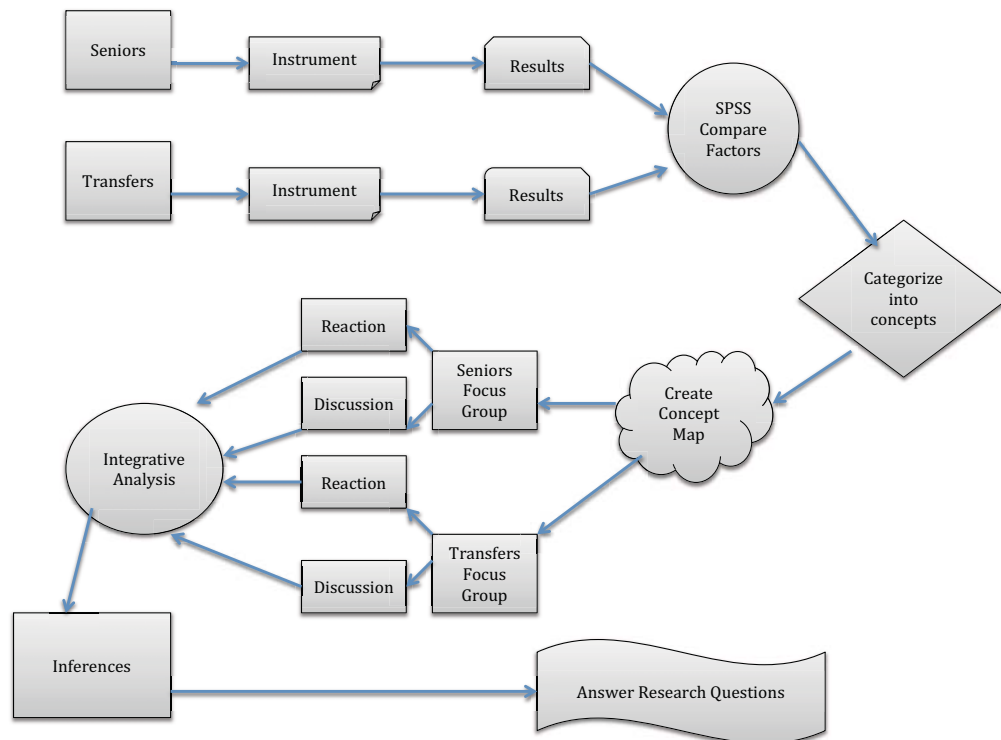 Seniors
Instrument
Results
SPSS
Compare
Factors
Transfers
Instrument
Results
Categorize
into
concepts
Reaction
Seniors
Focus
Group
Discussion
Create
Concept
Map
Integrative
Analysis
Reaction
Transfers
Focus
Group
Discussion
Inferences
Answer Research Questions